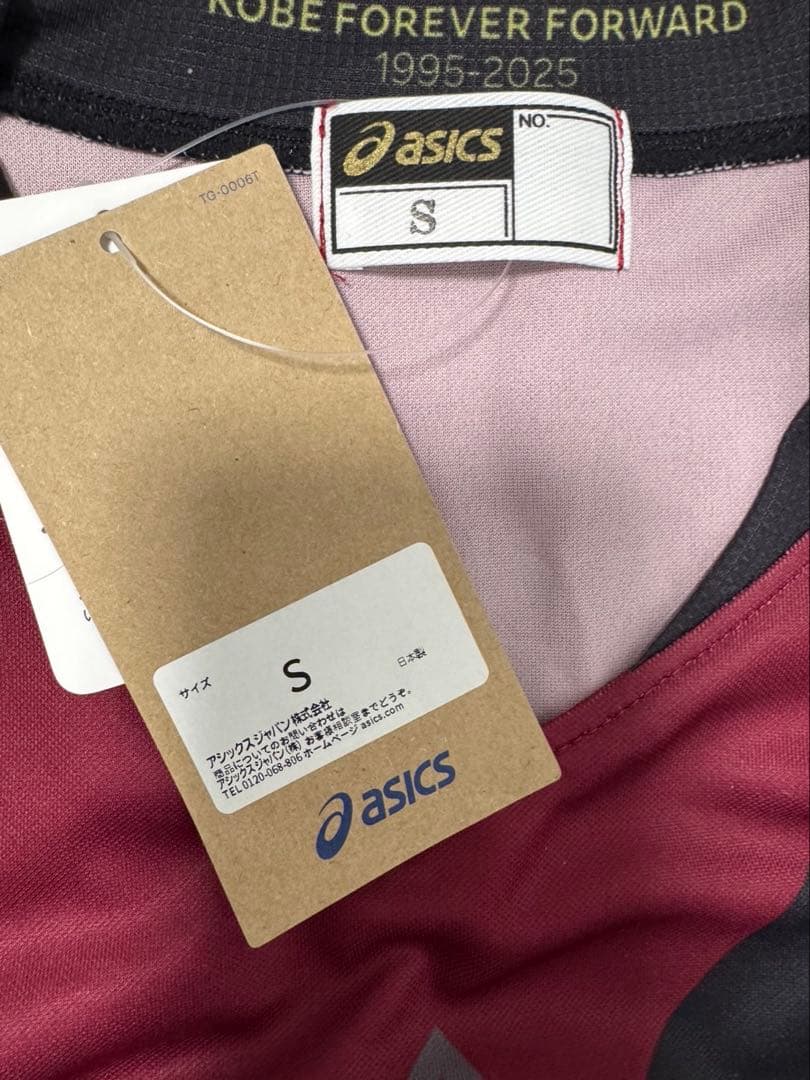 KOBE FOREVER FORWARD
1995-2025
asics
NO.
S
TG-0006T
サイズ
S
日本製
アシックスジャパン株式会社
商品についてのお問い合わせは
アシックスジャパン(株) お客様相談室までどうぞ。
TEL 0120-068-806 ホームページ asics.com
asics